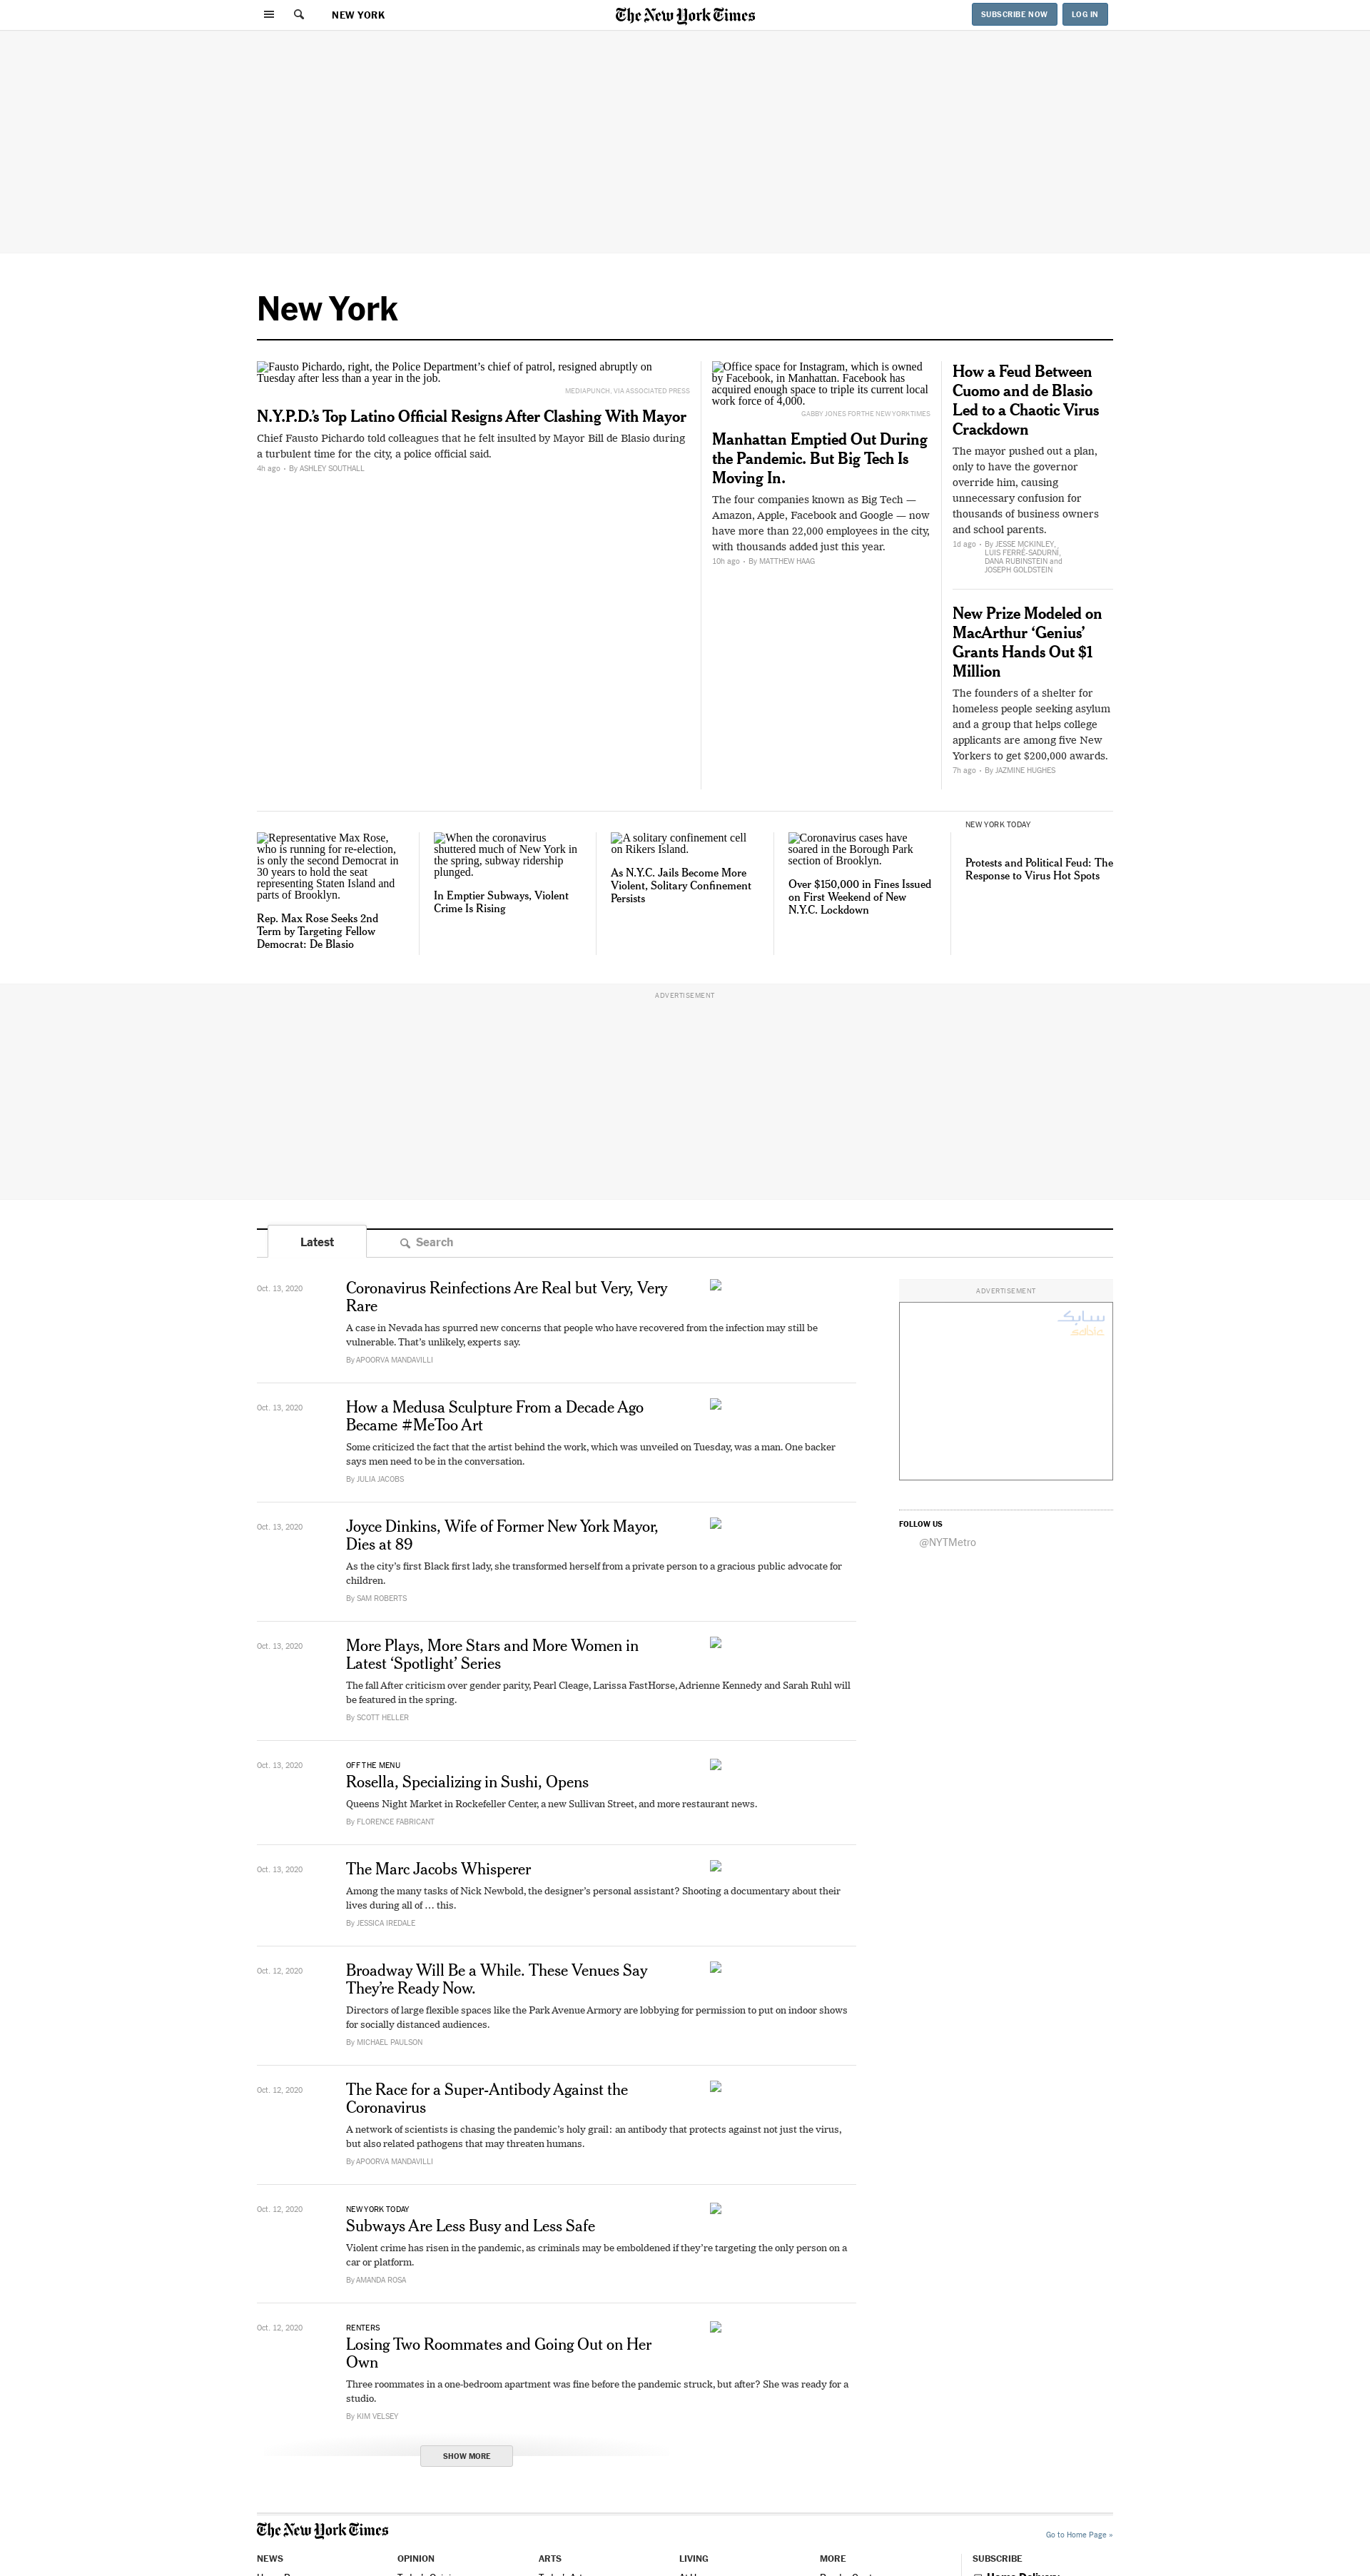 NEW YORK
The New York Times
SUBSCRIBE NOW
LOG IN
New York
Fausto Pichardo, right, the Police Department’s chief of patrol, resigned abruptly on
Tuesday after less than a year in the job.
MEDIAPUNCH, VIA ASSOCIATED PRESS
N.Y.P.D.’s Top Latino Official Resigns After Clashing With Mayor
Chief Fausto Pichardo told colleagues that he felt insulted by Mayor Bill de Blasio during
a turbulent time for the city, a police official said.
4h ago • By ASHLEY SOUTHALL
Office space for Instagram, which is owned
by Facebook, in Manhattan. Facebook has
acquired enough space to triple its current local
work force of 4,000.
GABBY JONES FOR THE NEW YORK TIMES
Manhattan Emptied Out During
the Pandemic. But Big Tech Is
Moving In.
The four companies known as Big Tech —
Amazon, Apple, Facebook and Google — now
have more than 22,000 employees in the city,
with thousands added just this year.
10h ago • By MATTHEW HAAG
How a Feud Between
Cuomo and de Blasio
Led to a Chaotic Virus
Crackdown
The mayor pushed out a plan,
only to have the governor
override him, causing
unnecessary confusion for
thousands of business owners
and school parents.
1d ago • By JESSE MCKINLEY,
LUIS FERRÉ-SADURNÍ,
DANA RUBINSTEIN and
JOSEPH GOLDSTEIN
New Prize Modeled on
MacArthur ‘Genius’
Grants Hands Out $1
Million
The founders of a shelter for
homeless people seeking asylum
and a group that helps college
applicants are among five New
Yorkers to get $200,000 awards.
7h ago • By JAZMINE HUGHES
Representative Max Rose,
who is running for re-election,
is only the second Democrat in
30 years to hold the seat
representing Staten Island and
parts of Brooklyn.
Rep. Max Rose Seeks 2nd
Term by Targeting Fellow
Democrat: De Blasio
When the coronavirus
shuttered much of New York in
the spring, subway ridership
plunged.
In Emptier Subways, Violent
Crime Is Rising
A solitary confinement cell
on Rikers Island.
As N.Y.C. Jails Become More
Violent, Solitary Confinement
Persists
Coronavirus cases have
soared in the Borough Park
section of Brooklyn.
Over $150,000 in Fines Issued
on First Weekend of New
N.Y.C. Lockdown
NEW YORK TODAY
Protests and Political Feud: The
Response to Virus Hot Spots
ADVERTISEMENT
Latest
Search
Oct. 13, 2020
Coronavirus Reinfections Are Real but Very, Very
Rare
A case in Nevada has spurred new concerns that people who have recovered from the infection may still be
vulnerable. That’s unlikely, experts say.
By APOORVA MANDAVILLI
Oct. 13, 2020
How a Medusa Sculpture From a Decade Ago
Became #MeToo Art
Some criticized the fact that the artist behind the work, which was unveiled on Tuesday, was a man. One backer
says men need to be in the conversation.
By JULIA JACOBS
Oct. 13, 2020
Joyce Dinkins, Wife of Former New York Mayor,
Dies at 89
As the city’s first Black first lady, she transformed herself from a private person to a gracious public advocate for
children.
By SAM ROBERTS
Oct. 13, 2020
More Plays, More Stars and More Women in
Latest ‘Spotlight’ Series
The fall After criticism over gender parity, Pearl Cleage, Larissa FastHorse, Adrienne Kennedy and Sarah Ruhl will
be featured in the spring.
By SCOTT HELLER
Oct. 13, 2020
OFF THE MENU
Rosella, Specializing in Sushi, Opens
Queens Night Market in Rockefeller Center, a new Sullivan Street, and more restaurant news.
By FLORENCE FABRICANT
Oct. 13, 2020
The Marc Jacobs Whisperer
Among the many tasks of Nick Newbold, the designer’s personal assistant? Shooting a documentary about their
lives during all of … this.
By JESSICA IREDALE
Oct. 12, 2020
Broadway Will Be a While. These Venues Say
They’re Ready Now.
Directors of large flexible spaces like the Park Avenue Armory are lobbying for permission to put on indoor shows
for socially distanced audiences.
By MICHAEL PAULSON
Oct. 12, 2020
The Race for a Super-Antibody Against the
Coronavirus
A network of scientists is chasing the pandemic’s holy grail: an antibody that protects against not just the virus,
but also related pathogens that may threaten humans.
By APOORVA MANDAVILLI
Oct. 12, 2020
NEW YORK TODAY
Subways Are Less Busy and Less Safe
Violent crime has risen in the pandemic, as criminals may be emboldened if they’re targeting the only person on a
car or platform.
By AMANDA ROSA
Oct. 12, 2020
RENTERS
Losing Two Roommates and Going Out on Her
Own
Three roommates in a one-bedroom apartment was fine before the pandemic struck, but after? She was ready for a
studio.
By KIM VELSEY
SHOW MORE
ADVERTISEMENT
سابك
FOLLOW US
@NYTMetro
The New York Times
Go to Home Page »
NEWS
OPINION
ARTS
LIVING
MORE
SUBSCRIBE